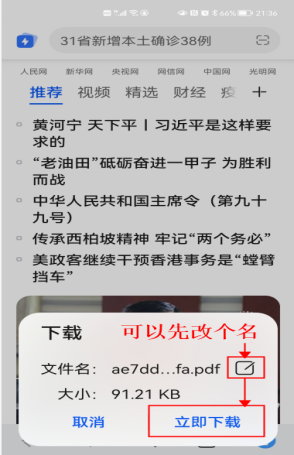 66% 21:36
31省新增本土确诊38例
人民网 新华网 央视网 网信网 中国网 光明网
推荐 视频 精选 财经 疫
黄河宁 天下平丨习近平是这样要
求的
“老油田”砥砺奋进一甲子 为胜利
而战
中华人民共和国主席令（第九十
九号）
传承西柏坡精神 牢记“两个务必”
美政客继续干预香港事务是“螳臂
挡车”
下载 可以先改个名
文件名： ae7dd...fa.pdf
大小： 91.21 KB
取消 立即下载